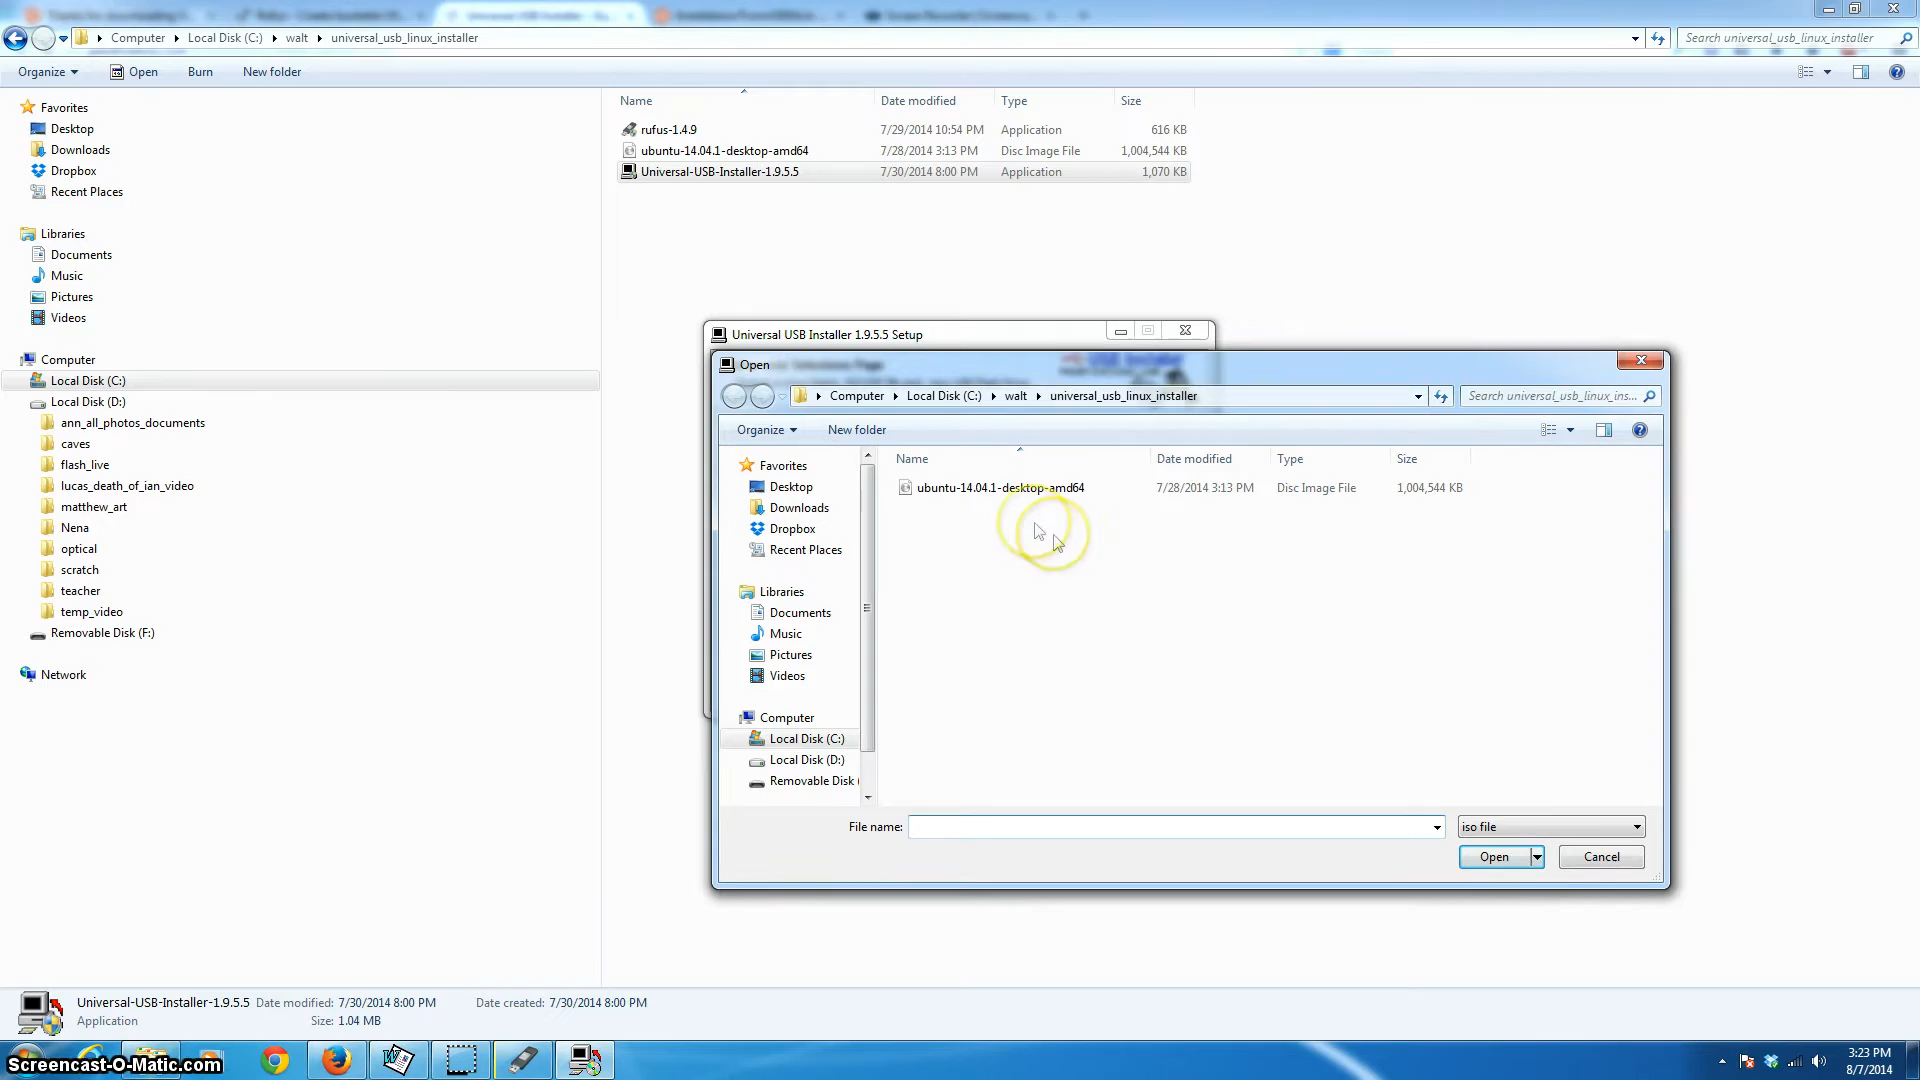 Computer Local Disk (C:) walt universal_usb_linux_installer Search universal_usb_linux_installer
Organize Open Burn New folder
Favorites
Desktop
Downloads
Dropbox
Recent Places
Libraries
Documents
Music
Pictures
Videos
Computer
Local Disk (C:)
Local Disk (D:)
ann_all_photos_documents
caves
flash_live
lucas_death_of_ian_video
matthew_art
Nena
optical
scratch
teacher
temp_video
Removable Disk (F:)
Network
Name Date modified Type Size
rufus-1.4.9 7/29/2014 10:54 PM Application 616 KB
ubuntu-14.04.1-desktop-amd64 7/28/2014 3:13 PM Disc Image File 1,004,544 KB
Universal-USB-Installer-1.9.5.5 7/30/2014 8:00 PM Application 1,070 KB
Universal USB Installer 1.9.5.5 Setup
Open
Computer Local Disk (C:) walt universal_usb_linux_installer Search universal_usb_linux_ins...
Organize New folder
Favorites
Desktop
Downloads
Dropbox
Recent Places
Libraries
Documents
Music
Pictures
Videos
Computer
Local Disk (C:)
Local Disk (D:)
Removable Disk (
Name Date modified Type Size
ubuntu-14.04.1-desktop-amd64 7/28/2014 3:13 PM Disc Image File 1,004,544 KB
File name: iso file
Open Cancel
Universal-USB-Installer-1.9.5.5 Date modified: 7/30/2014 8:00 PM Date created: 7/30/2014 8:00 PM
Application Size: 1.04 MB
Screencast-O-Matic.com
3:23 PM
8/7/2014